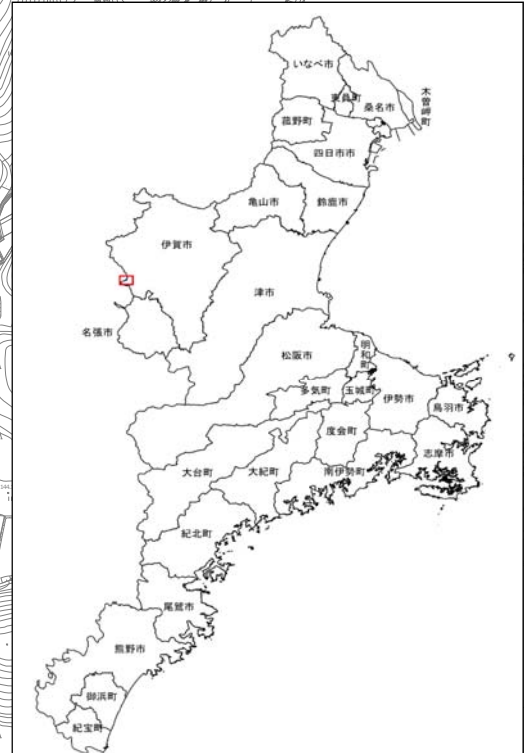 いなべ市
東員町
桑名市
木曽岬町
菰野町
四日市市
亀山市
鈴鹿市
伊賀市
津市
名張市
松阪市
明和町
多気町
玉城町
伊勢市
鳥羽市
度会町
志摩市
大台町
大紀町
南伊勢町
紀北町
尾鷲市
熊野市
御浜町
紀宝町